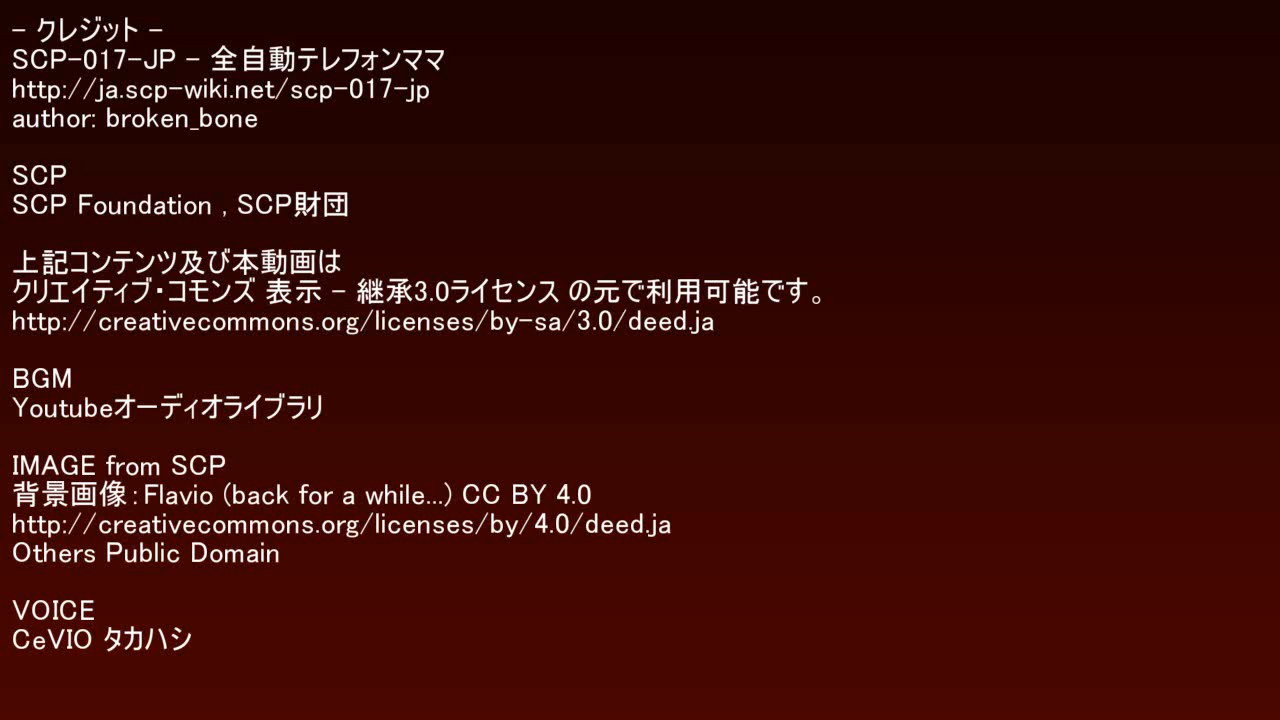 - クレジット -
SCP-017-JP - 全自動テレフォンママ
http://ja.scp-wiki.net/scp-017-jp
author: broken_bone
SCP
SCP Foundation , SCP財団
上記コンテンツ及び本動画は
クリエイティブ・コモンズ 表示 - 継承3.0ライセンス の元で利用可能です。
http://creativecommons.org/licenses/by-sa/3.0/deed.ja
BGM
Youtubeオーディオライブラリ
IMAGE from SCP
背景画像：Flavio (back for a while...) CC BY 4.0
http://creativecommons.org/licenses/by/4.0/deed.ja
Others Public Domain
VOICE
CeVIO タカハシ